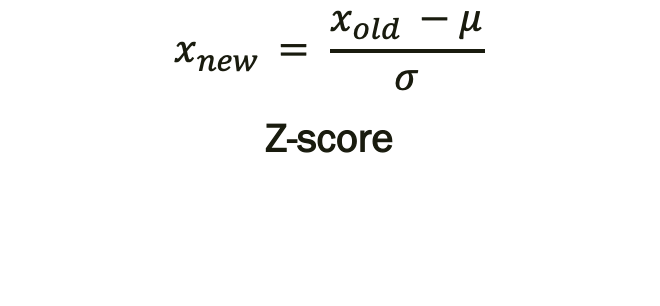 x_new = (x_old − μ) / σ
Z-score